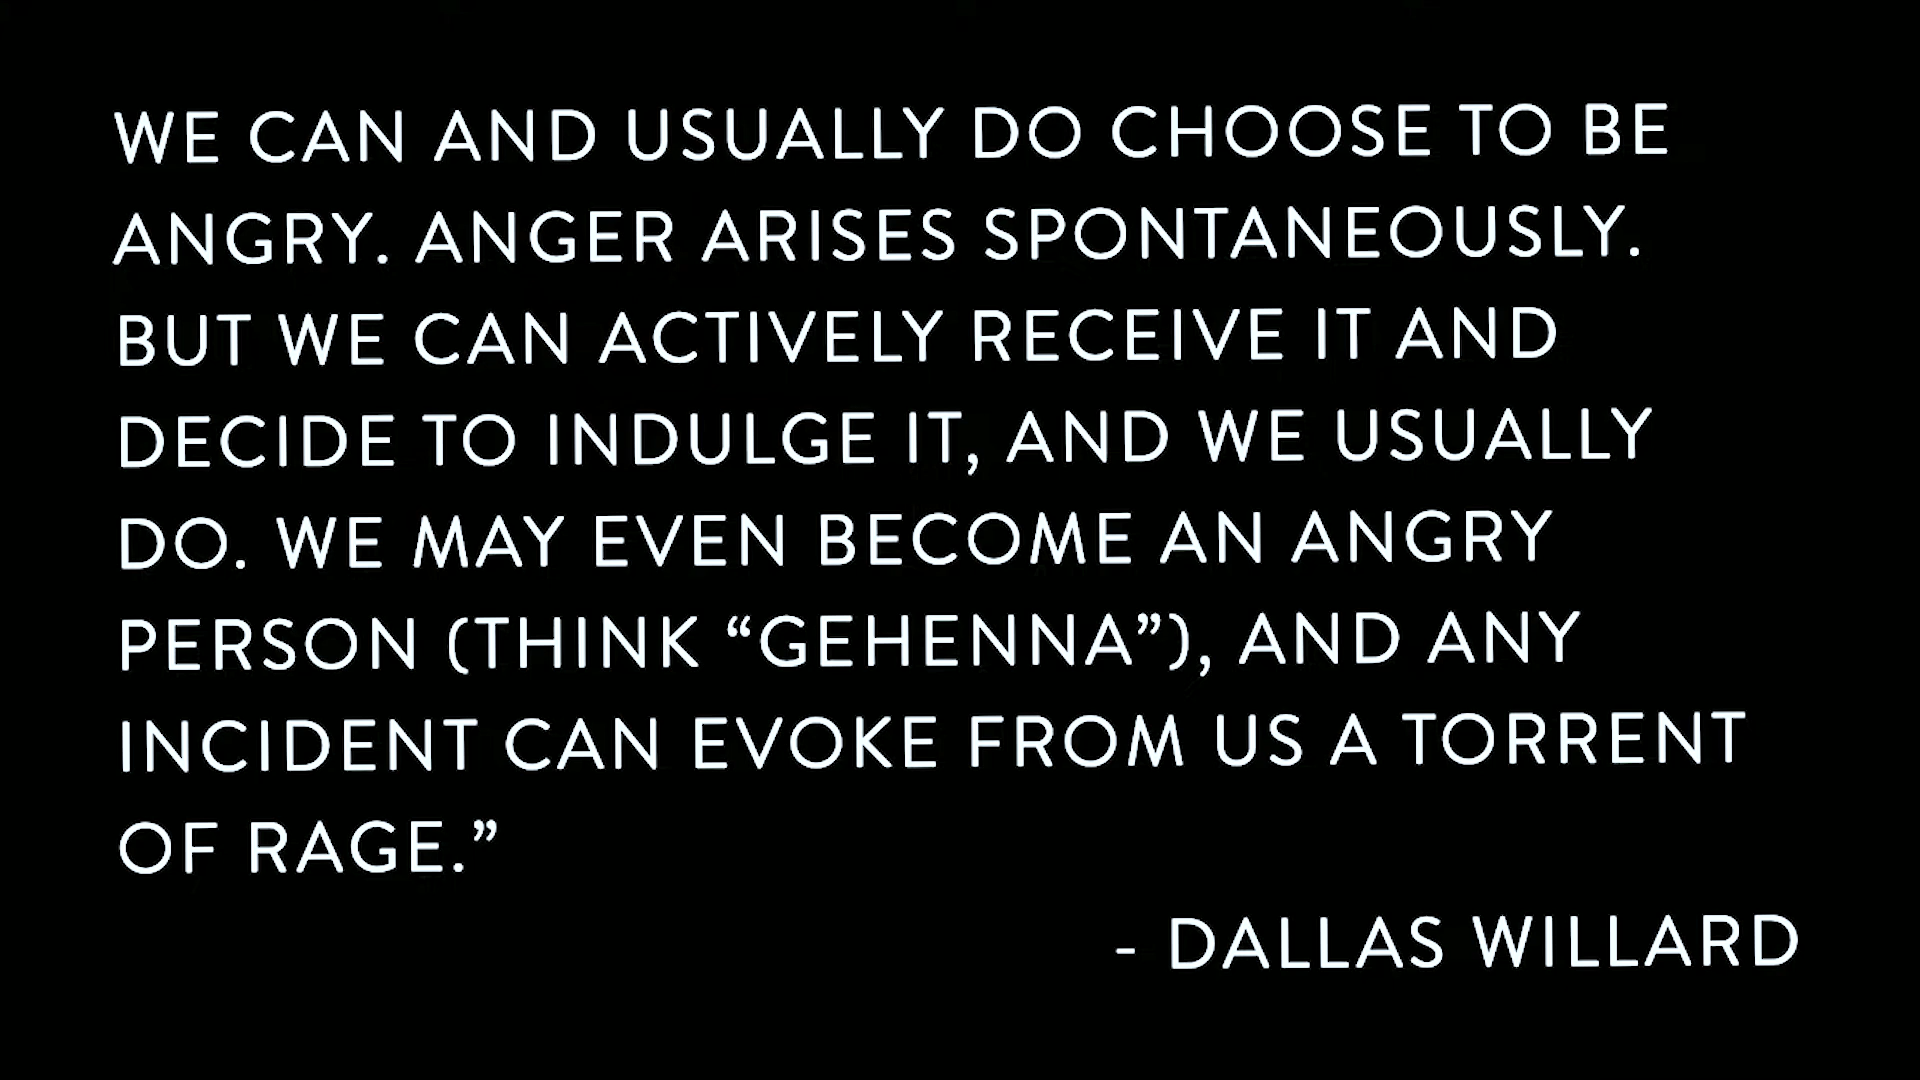 WE CAN AND USUALLY DO CHOOSE TO BE
ANGRY. ANGER ARISES SPONTANEOUSLY.
BUT WE CAN ACTIVELY RECEIVE IT AND
DECIDE TO INDULGE IT, AND WE USUALLY
DO. WE MAY EVEN BECOME AN ANGRY
PERSON (THINK “GEHENNA”), AND ANY
INCIDENT CAN EVOKE FROM US A TORRENT
OF RAGE.”
- DALLAS WILLARD